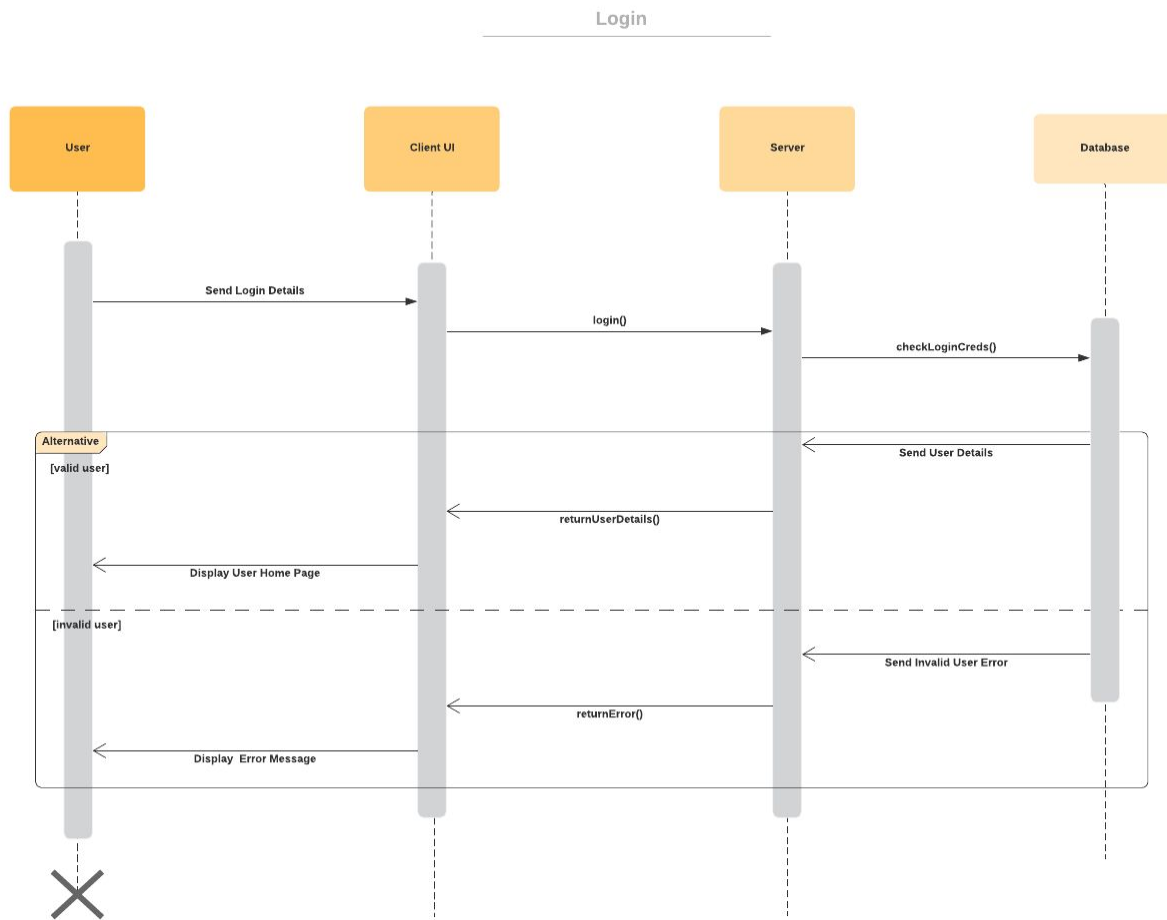 Login
User
Client UI
Server
Database
Send Login Details
login()
checkLoginCreds()
Alternative
Send User Details
[valid user]
returnUserDetails()
Display User Home Page
[invalid user]
Send Invalid User Error
returnError()
Display  Error Message